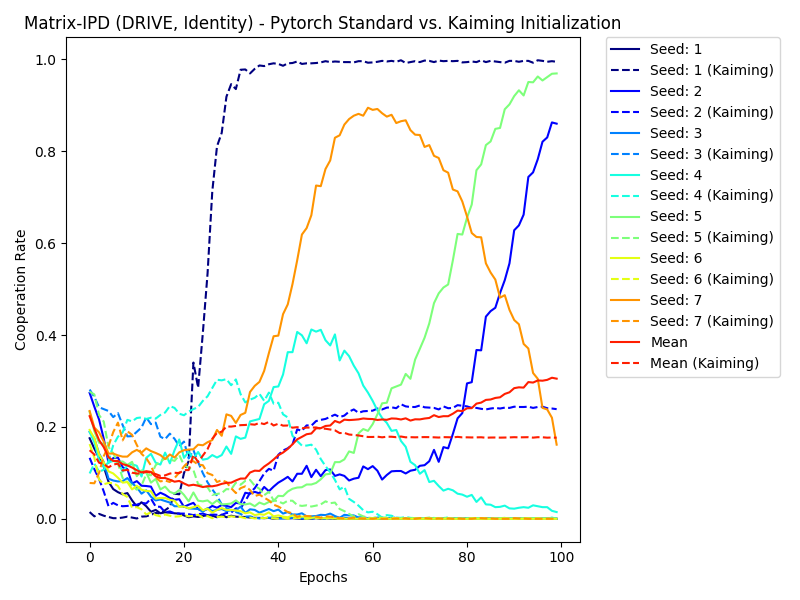 Matrix-IPD (DRIVE, Identity) - Pytorch Standard vs. Kaiming Initialization
Cooperation Rate
1.0
0.8
0.6
0.4
0.2
0.0
0
20
40
60
80
100
Epochs
Seed: 1
Seed: 1 (Kaiming)
Seed: 2
Seed: 2 (Kaiming)
Seed: 3
Seed: 3 (Kaiming)
Seed: 4
Seed: 4 (Kaiming)
Seed: 5
Seed: 5 (Kaiming)
Seed: 6
Seed: 6 (Kaiming)
Seed: 7
Seed: 7 (Kaiming)
Mean
Mean (Kaiming)